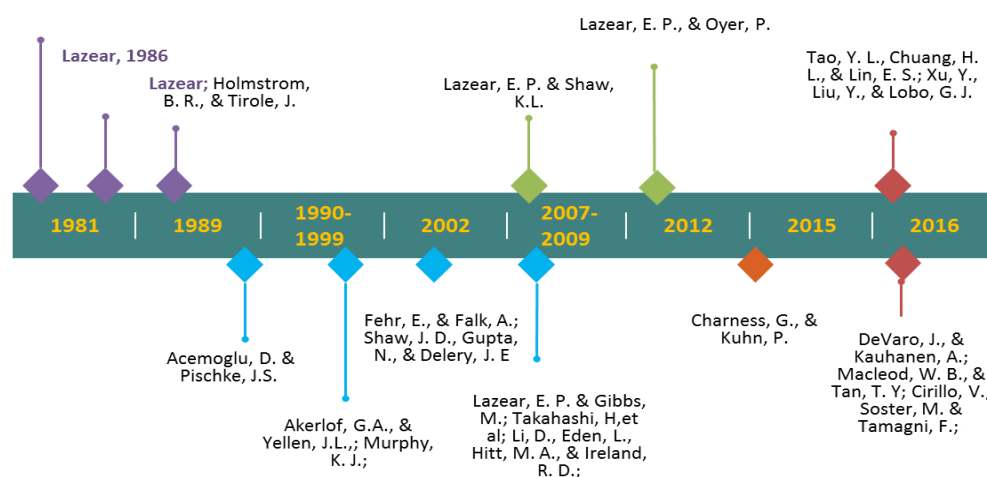 Lazear, 1986
Lazear; Holmstrom,
B. R., & Tirole, J.
Lazear, E. P. & Shaw,
K.L.
Lazear, E. P., & Oyer, P.
Tao, Y. L., Chuang, H.
L., & Lin, E. S.; Xu, Y.,
Liu, Y., & Lobo, G. J.
1981
1989
1990-
1999
2002
2007-
2009
2012
2015
2016
Acemoglu, D. &
Pischke, J.S.
Akerlof, G.A., &
Yellen, J.L.,; Murphy,
K. J.;
Fehr, E., & Falk, A.;
Shaw, J. D., Gupta,
N., & Delery, J. E
Lazear, E. P. & Gibbs,
M.; Takahashi, H,et
al; Li, D., Eden, L.,
Hitt, M. A., & Ireland,
R. D.;
Charness, G., &
Kuhn, P.
DeVaro, J., &
Kauhanen, A.;
Macleod, W. B., &
Tan, T. Y; Cirillo, V.,
Soster, M. &
Tamagni, F.;